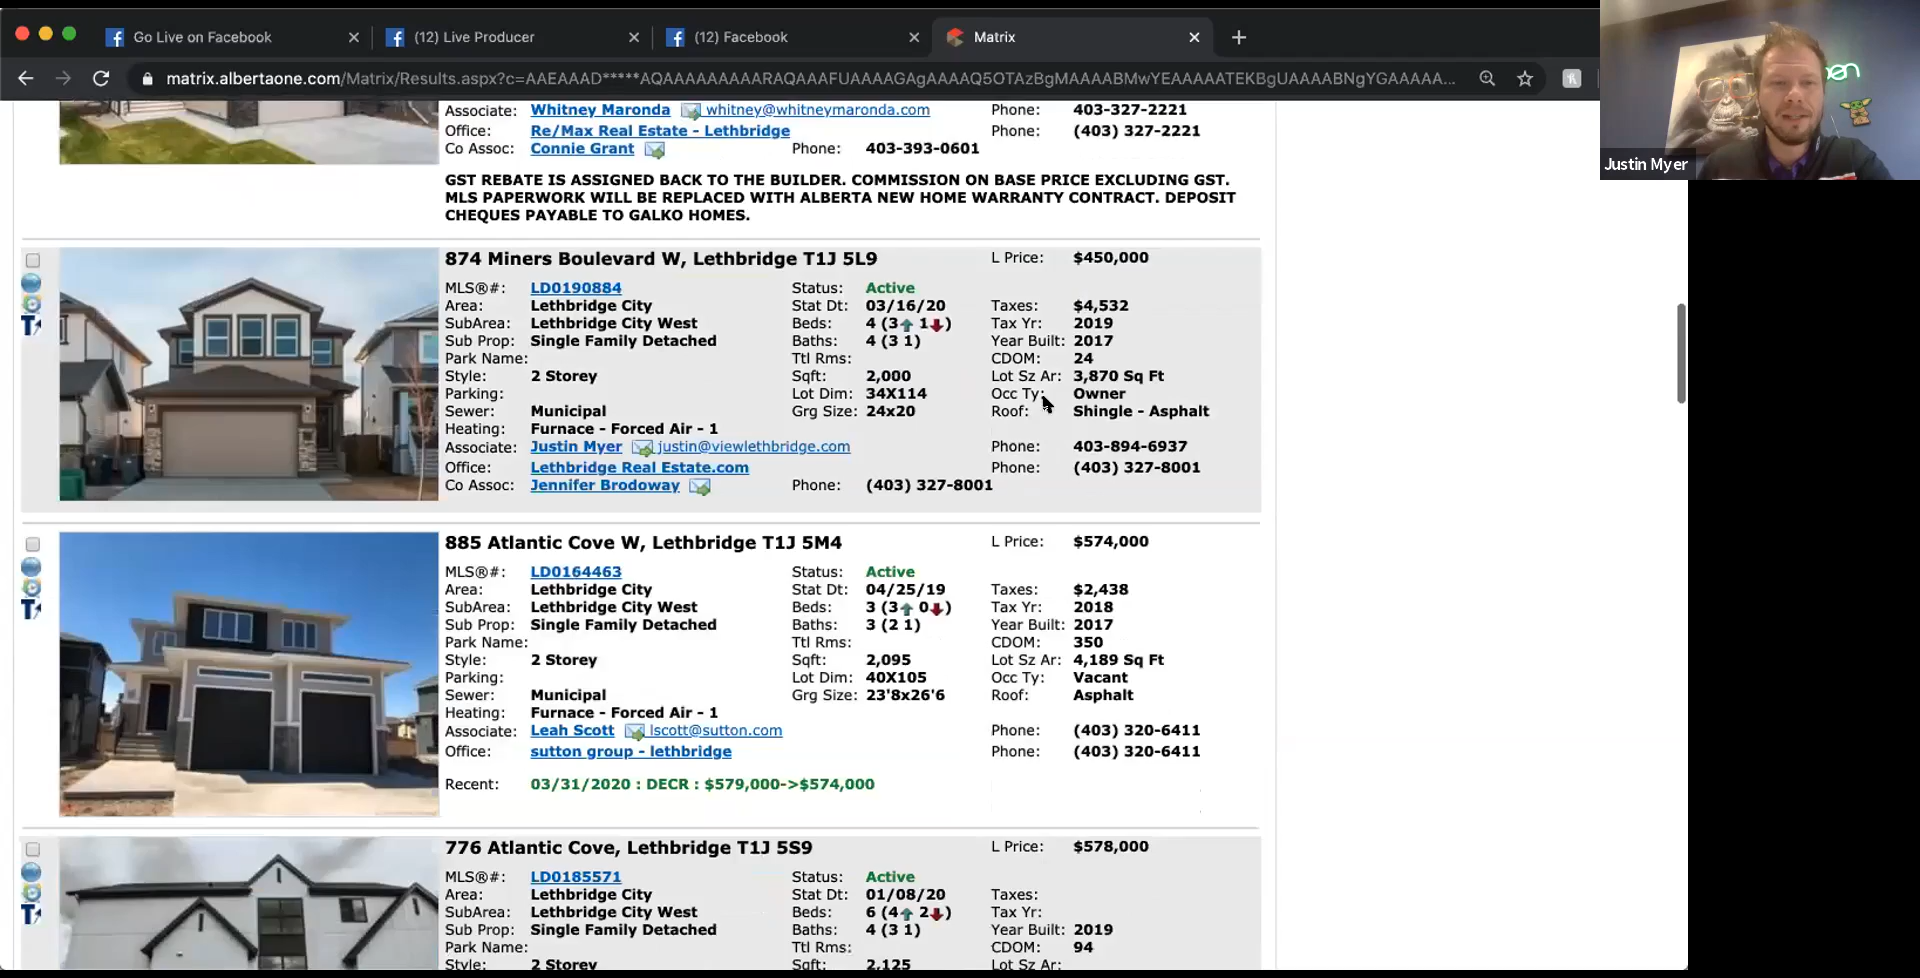 Go Live on Facebook
(12) Live Producer
(12) Facebook
Matrix
matrix.albertaone.com/Matrix/Results.aspx?c=AAEAAAD*****AQAAAAAAAAARAQAAAFUAAAAGAgAAAAQ5OTAzBgMAAAABMwYEAAAAATEKBgUAAAABNgYGAAAAA...
Justin Myer
Associate: Whitney Maronda whitney@whitneymaronda.com Phone: 403-327-2221
Office: Re/Max Real Estate - Lethbridge Phone: (403) 327-2221
Co Assoc: Connie Grant Phone: 403-393-0601
GST REBATE IS ASSIGNED BACK TO THE BUILDER. COMMISSION ON BASE PRICE EXCLUDING GST.
MLS PAPERWORK WILL BE REPLACED WITH ALBERTA NEW HOME WARRANTY CONTRACT. DEPOSIT
CHEQUES PAYABLE TO GALKO HOMES.
874 Miners Boulevard W, Lethbridge T1J 5L9 L Price: $450,000
MLS®#: LD0190884 Status: Active
Area: Lethbridge City Stat Dt: 03/16/20 Taxes: $4,532
SubArea: Lethbridge City West Beds: 4 (3 1 ) Tax Yr: 2019
Sub Prop: Single Family Detached Baths: 4 (3 1) Year Built: 2017
Park Name: Ttl Rms: CDOM: 24
Style: 2 Storey Sqft: 2,000 Lot Sz Ar: 3,870 Sq Ft
Parking: Lot Dim: 34X114 Occ Ty: Owner
Sewer: Municipal Grg Size: 24x20 Roof: Shingle - Asphalt
Heating: Furnace - Forced Air - 1
Associate: Justin Myer justin@viewlethbridge.com Phone: 403-894-6937
Office: Lethbridge Real Estate.com Phone: (403) 327-8001
Co Assoc: Jennifer Brodoway Phone: (403) 327-8001
885 Atlantic Cove W, Lethbridge T1J 5M4 L Price: $574,000
MLS®#: LD0164463 Status: Active
Area: Lethbridge City Stat Dt: 04/25/19 Taxes: $2,438
SubArea: Lethbridge City West Beds: 3 (3 0 ) Tax Yr: 2018
Sub Prop: Single Family Detached Baths: 3 (2 1) Year Built: 2017
Park Name: Ttl Rms: CDOM: 350
Style: 2 Storey Sqft: 2,095 Lot Sz Ar: 4,189 Sq Ft
Parking: Lot Dim: 40X105 Occ Ty: Vacant
Sewer: Municipal Grg Size: 23'8x26'6 Roof: Asphalt
Heating: Furnace - Forced Air - 1
Associate: Leah Scott lscott@sutton.com Phone: (403) 320-6411
Office: sutton group - lethbridge Phone: (403) 320-6411
Recent: 03/31/2020 : DECR : $579,000->$574,000
776 Atlantic Cove, Lethbridge T1J 5S9 L Price: $578,000
MLS®#: LD0185571 Status: Active
Area: Lethbridge City Stat Dt: 01/08/20 Taxes:
SubArea: Lethbridge City West Beds: 6 (4 2 ) Tax Yr:
Sub Prop: Single Family Detached Baths: 4 (3 1) Year Built: 2019
Park Name: Ttl Rms: CDOM: 94
Style: 2 Storey Sqft: 2,125 Lot Sz Ar: